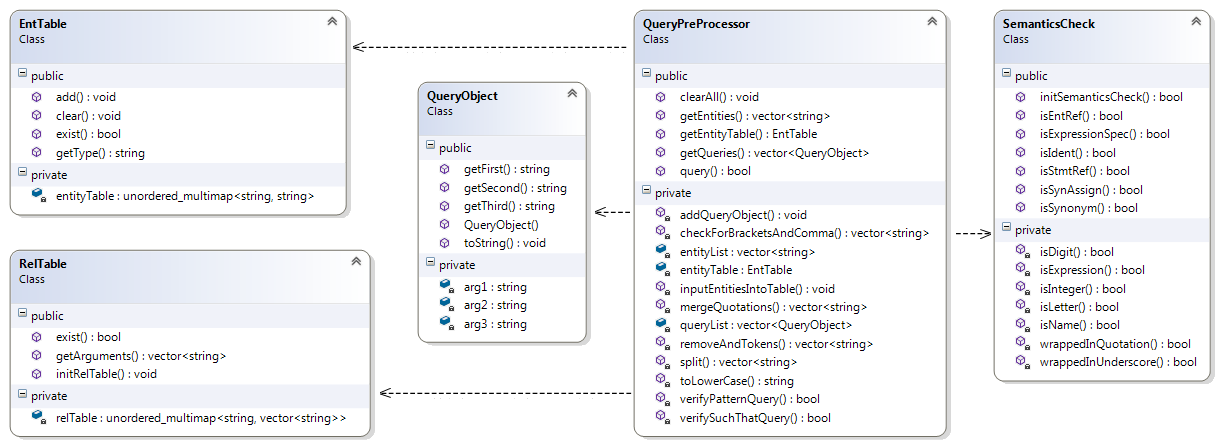 EntTable
Class
public
add() : void
clear() : void
exist() : bool
getType() : string
private
entityTable : unordered_multimap<string, string>
RelTable
Class
public
exist() : bool
getArguments() : vector<string>
initRelTable() : void
private
relTable : unordered_multimap<string, vector<string>>
QueryObject
Class
public
getFirst() : string
getSecond() : string
getThird() : string
QueryObject()
toString() : void
private
arg1 : string
arg2 : string
arg3 : string
QueryPreProcessor
Class
public
clearAll() : void
getEntities() : vector<string>
getEntityTable() : EntTable
getQueries() : vector<QueryObject>
query() : bool
private
addQueryObject() : void
checkForBracketsAndComma() : vector<string>
entityList : vector<string>
entityTable : EntTable
inputEntitiesIntoTable() : void
mergeQuotations() : vector<string>
queryList : vector<QueryObject>
removeAndTokens() : vector<string>
split() : vector<string>
toLowerCase() : string
verifyPatternQuery() : bool
verifySuchThatQuery() : bool
SemanticsCheck
Class
public
initSemanticsCheck() : bool
isEntRef() : bool
isExpressionSpec() : bool
isIdent() : bool
isStmtRef() : bool
isSynAssign() : bool
isSynonym() : bool
private
isDigit() : bool
isExpression() : bool
isInteger() : bool
isLetter() : bool
isName() : bool
wrappedInQuotation() : bool
wrappedInUnderscore() : bool